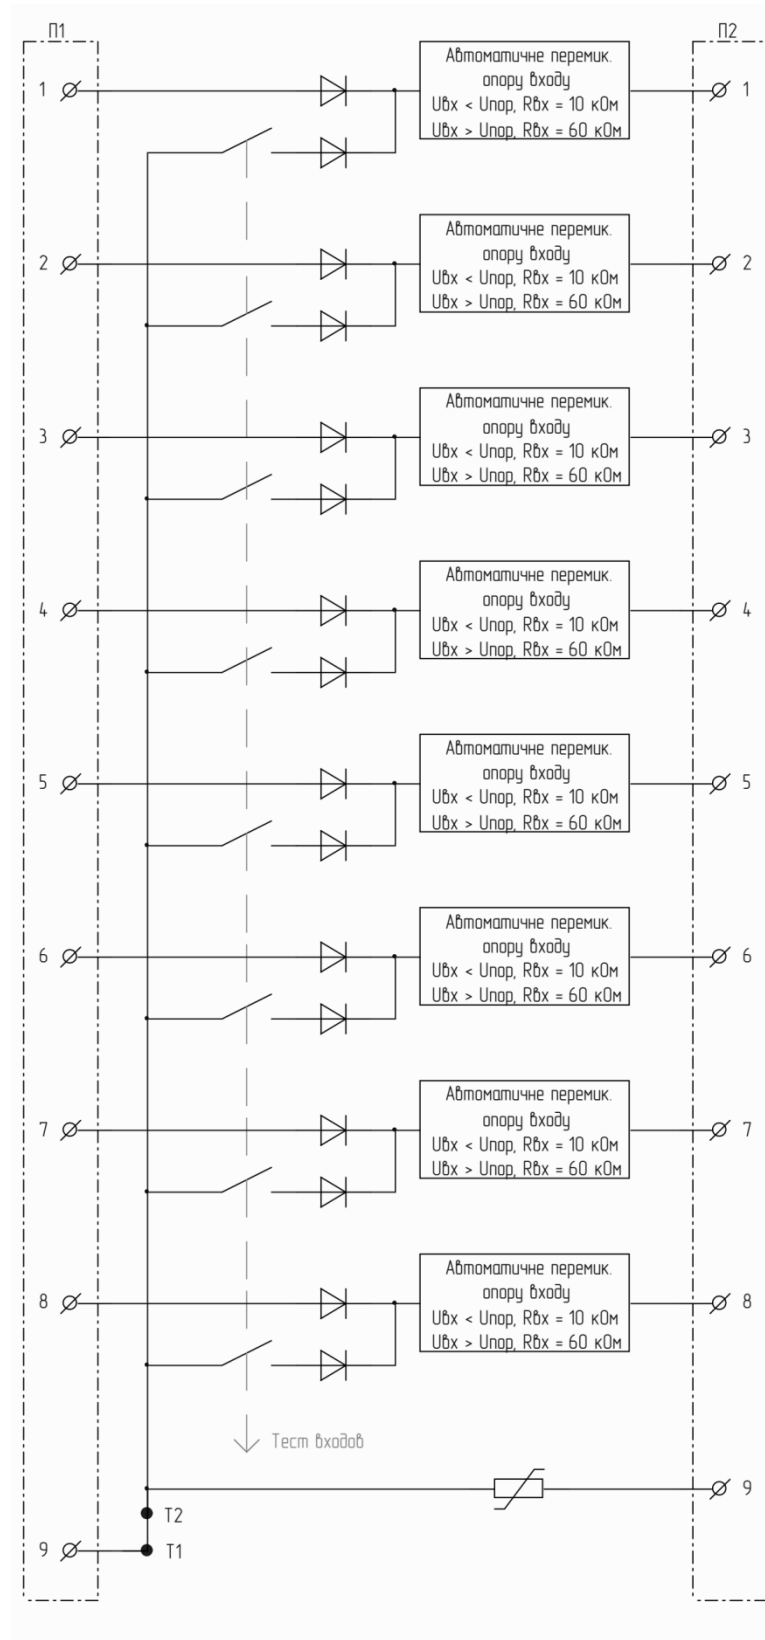 П1 П2
1 Автоматичне перемик. 1
опору входу
Uвх < Uпор, Rвх = 10 кОм
Uвх > Uпор, Rвх = 60 кОм
2 Автоматичне перемик. 2
опору входу
Uвх < Uпор, Rвх = 10 кОм
Uвх > Uпор, Rвх = 60 кОм
3 Автоматичне перемик. 3
опору входу
Uвх < Uпор, Rвх = 10 кОм
Uвх > Uпор, Rвх = 60 кОм
4 Автоматичне перемик. 4
опору входу
Uвх < Uпор, Rвх = 10 кОм
Uвх > Uпор, Rвх = 60 кОм
5 Автоматичне перемик. 5
опору входу
Uвх < Uпор, Rвх = 10 кОм
Uвх > Uпор, Rвх = 60 кОм
6 Автоматичне перемик. 6
опору входу
Uвх < Uпор, Rвх = 10 кОм
Uвх > Uпор, Rвх = 60 кОм
7 Автоматичне перемик. 7
опору входу
Uвх < Uпор, Rвх = 10 кОм
Uвх > Uпор, Rвх = 60 кОм
8 Автоматичне перемик. 8
опору входу
Uвх < Uпор, Rвх = 10 кОм
Uвх > Uпор, Rвх = 60 кОм
Тест входов
9
Т2
9 Т1